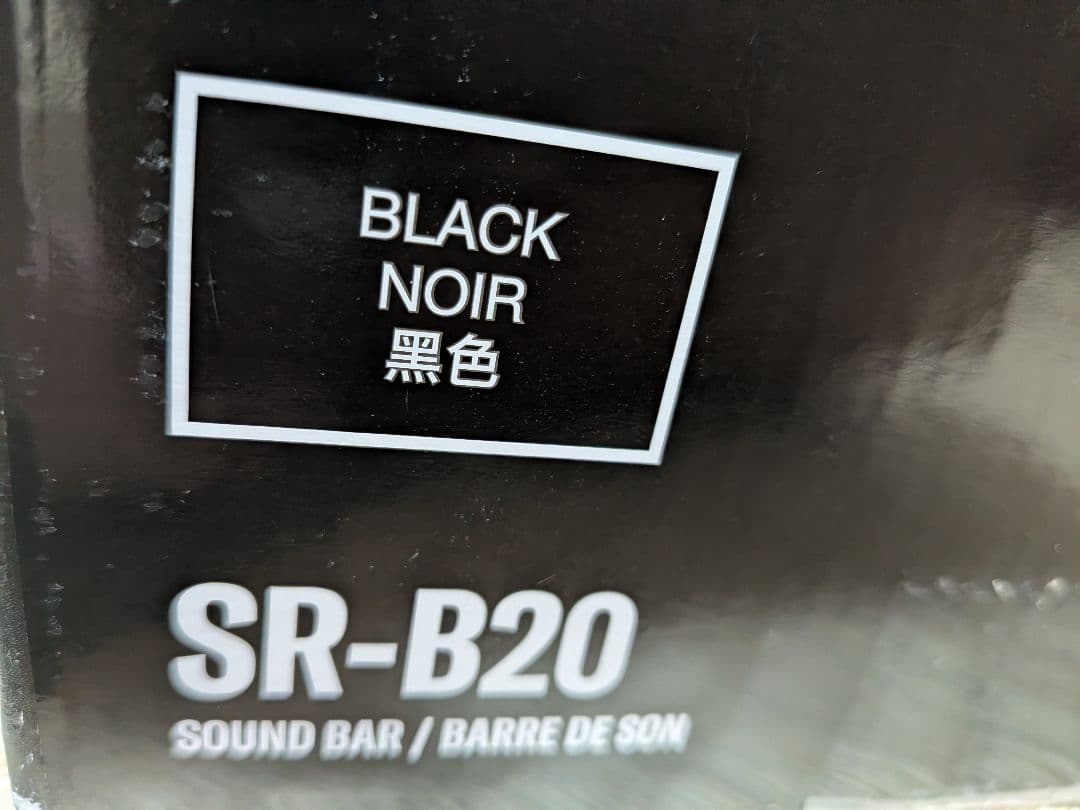 BLACK
NOIR
黑色
SR-B20
SOUND BAR / BARRE DE SON